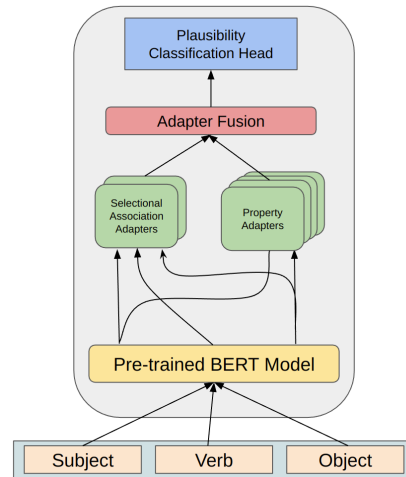 Plausibility
Classification Head
Adapter Fusion
Selectional
Association
Adapters
Property
Adapters
Pre-trained BERT Model
Subject
Verb
Object